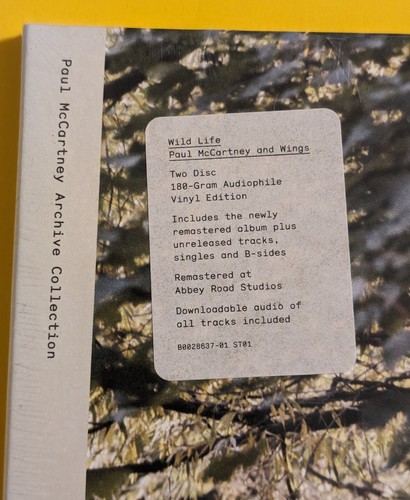 Paul McCartney Archive Collection
Wild Life
Paul McCartney and Wings
Two Disc
180-Gram Audiophile
Vinyl Edition
Includes the newly
remastered album plus
unreleased tracks,
singles and B-sides
Remastered at
Abbey Road Studios
Downloadable audio of
all tracks included
B0028637-01 ST01